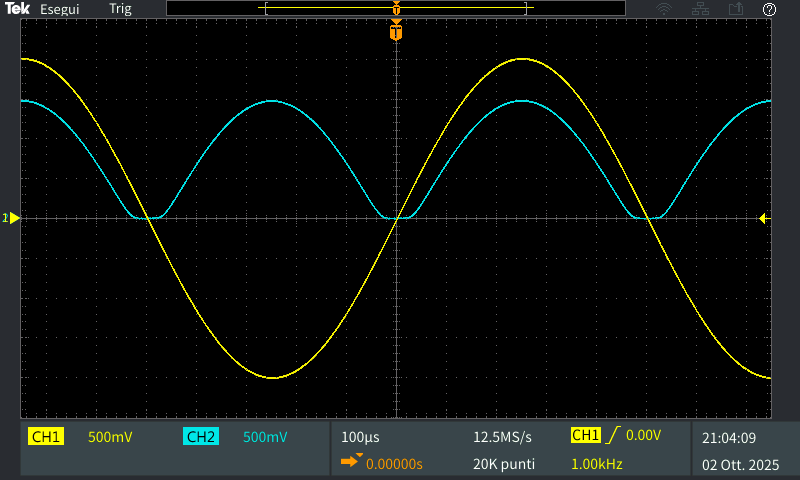 Tek Esegui Trig
T
T
CH1 500mV CH2 500mV 100µs 12.5MS/s CH1 0.00V 21:04:09
0.00000s 20K punti 1.00kHz 02 Ott. 2025